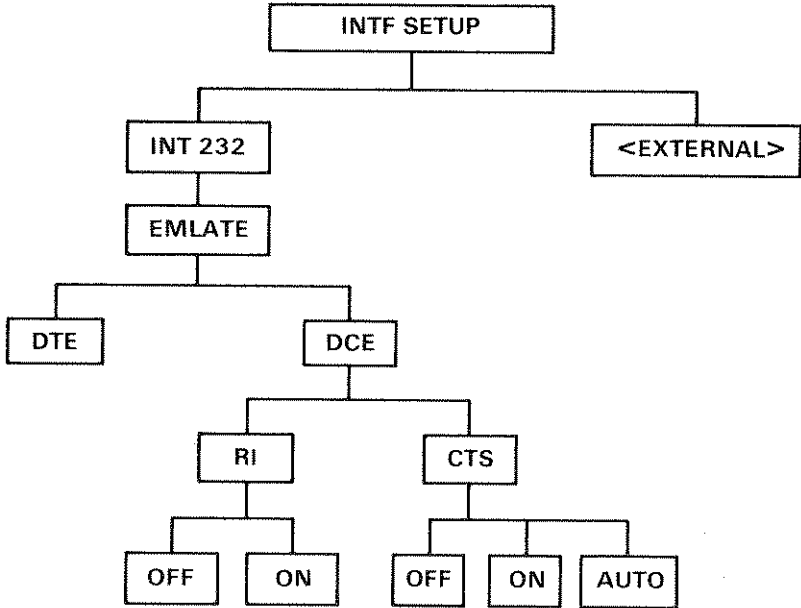 INTF SETUP
INT 232
<EXTERNAL>
EMLATE
DTE
DCE
RI
CTS
OFF
ON
OFF
ON
AUTO